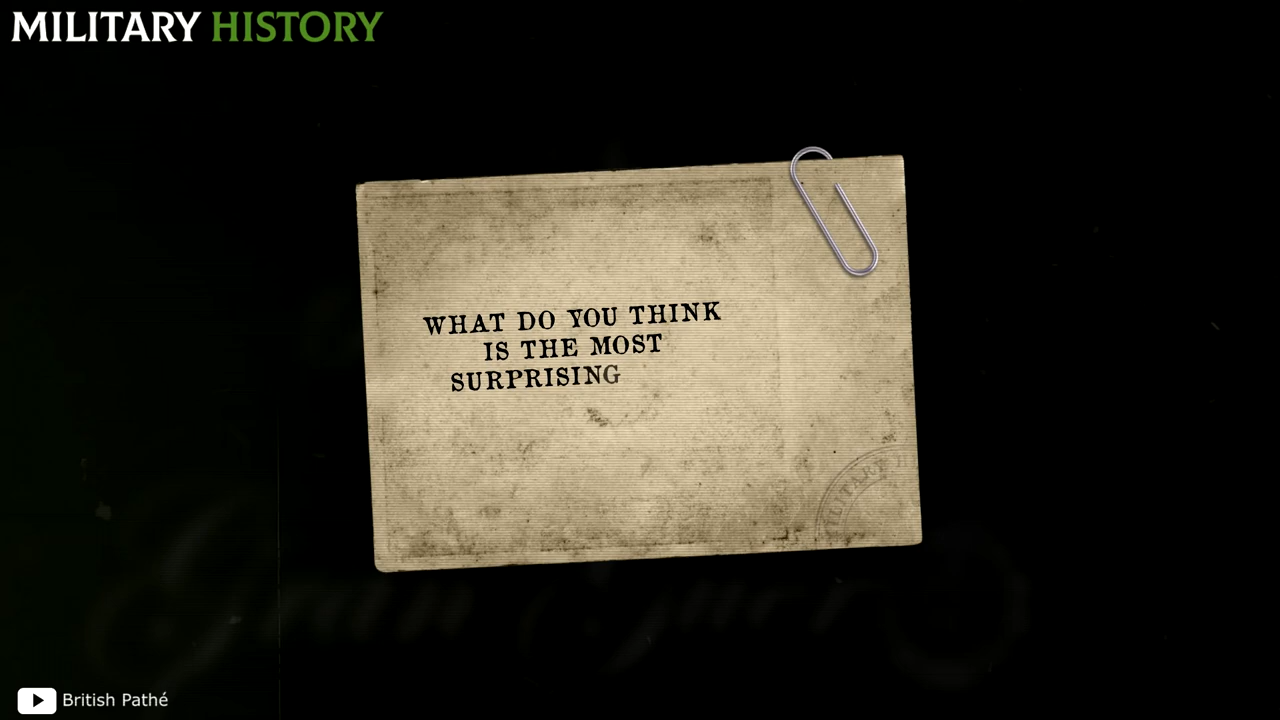 MILITARY HISTORY
WHAT DO YOU THINK
IS THE MOST
SURPRISING
British Pathé